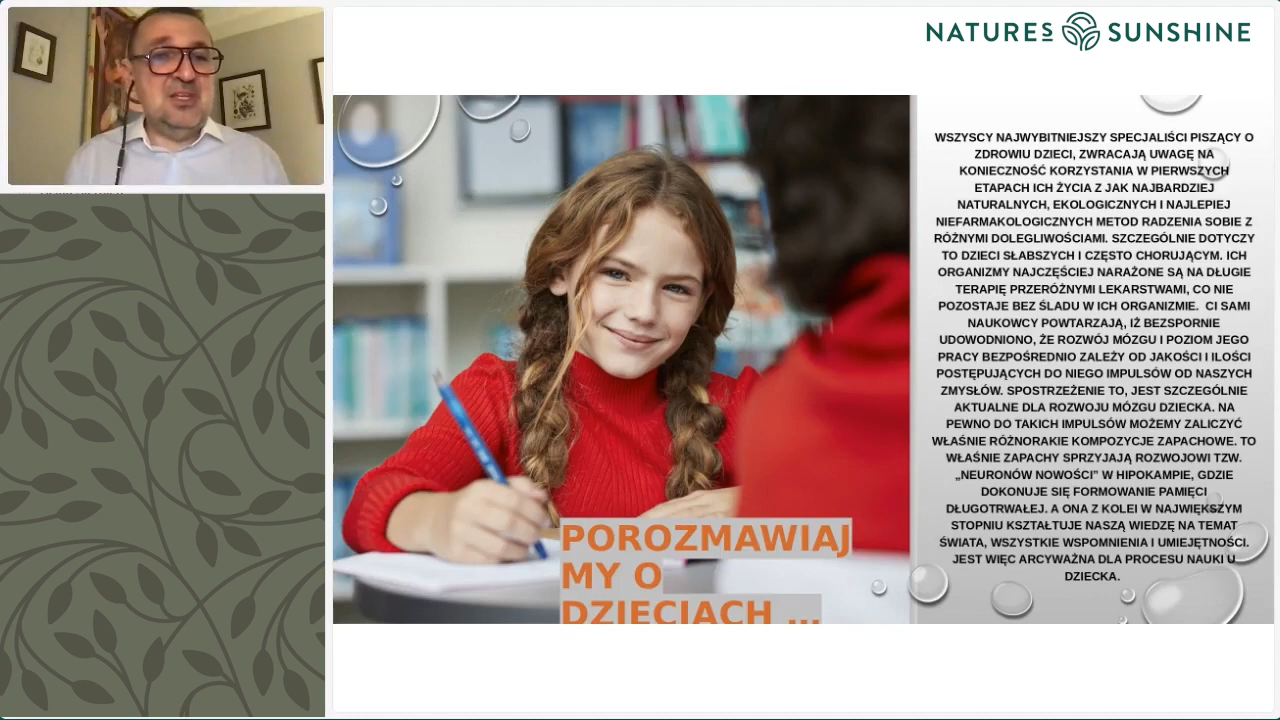 NATURE'S SUNSHINE
WSZYSCY NAJWYBITNIEJSZY SPECJALIŚCI PISZĄCY O
ZDROWIU DZIECI, ZWRACAJĄ UWAGĘ NA
KONIECZNOŚĆ KORZYSTANIA W PIERWSZYCH
ETAPACH ICH ŻYCIA Z JAK NAJBARDZIEJ
NATURALNYCH, EKOLOGICZNYCH I NAJLEPIEJ
NIEFARMAKOLOGICZNYCH METOD RADZENIA SOBIE Z
RÓŻNYMI DOLEGLIWOŚCIAMI. SZCZEGÓLNIE DOTYCZY
TO DZIECI SŁABSZYCH I CZĘSTO CHORUJĄCYM. ICH
ORGANIZMY NAJCZĘŚCIEJ NARAŻONE SĄ NA DŁUGIE
TERAPIĘ PRZERÓŻNYMI LEKARSTWAMI, CO NIE
POZOSTAJE BEZ ŚLADU W ICH ORGANIZMIE. CI SAMI
NAUKOWCY POWTARZAJĄ, IŻ BEZSPORNIE
UDOWODNIONO, ŻE ROZWÓJ MÓZGU I POZIOM JEGO
PRACY BEZPOŚREDNIO ZALEŻY OD JAKOŚCI I ILOŚCI
POSTĘPUJĄCYCH DO NIEGO IMPULSÓW OD NASZYCH
ZMYSŁÓW. SPOSTRZEŻENIE TO, JEST SZCZEGÓLNIE
AKTUALNE DLA ROZWOJU MÓZGU DZIECKA. NA
PEWNO DO TAKICH IMPULSÓW MOŻEMY ZALICZYĆ
WŁAŚNIE RÓŻNORAKIE KOMPOZYCJE ZAPACHOWE. TO
WŁAŚNIE ZAPACHY SPRZYJAJĄ ROZWOJOWI TZW.
„NEURONÓW NOWOŚCI” W HIPOKAMPIE, GDZIE
DOKONUJE SIĘ FORMOWANIE PAMIĘCI
DŁUGOTRWAŁEJ. A ONA Z KOLEI W NAJWIĘKSZYM
STOPNIU KSZTAŁTUJE NASZĄ WIEDZĘ NA TEMAT
ŚWIATA, WSZYSTKIE WSPOMNIENIA I UMIEJĘTNOŚCI.
JEST WIĘC ARCYWAŻNA DLA PROCESU NAUKI U
DZIECKA.
POROZMAWIAJ
MY O
DZIECIACH ...